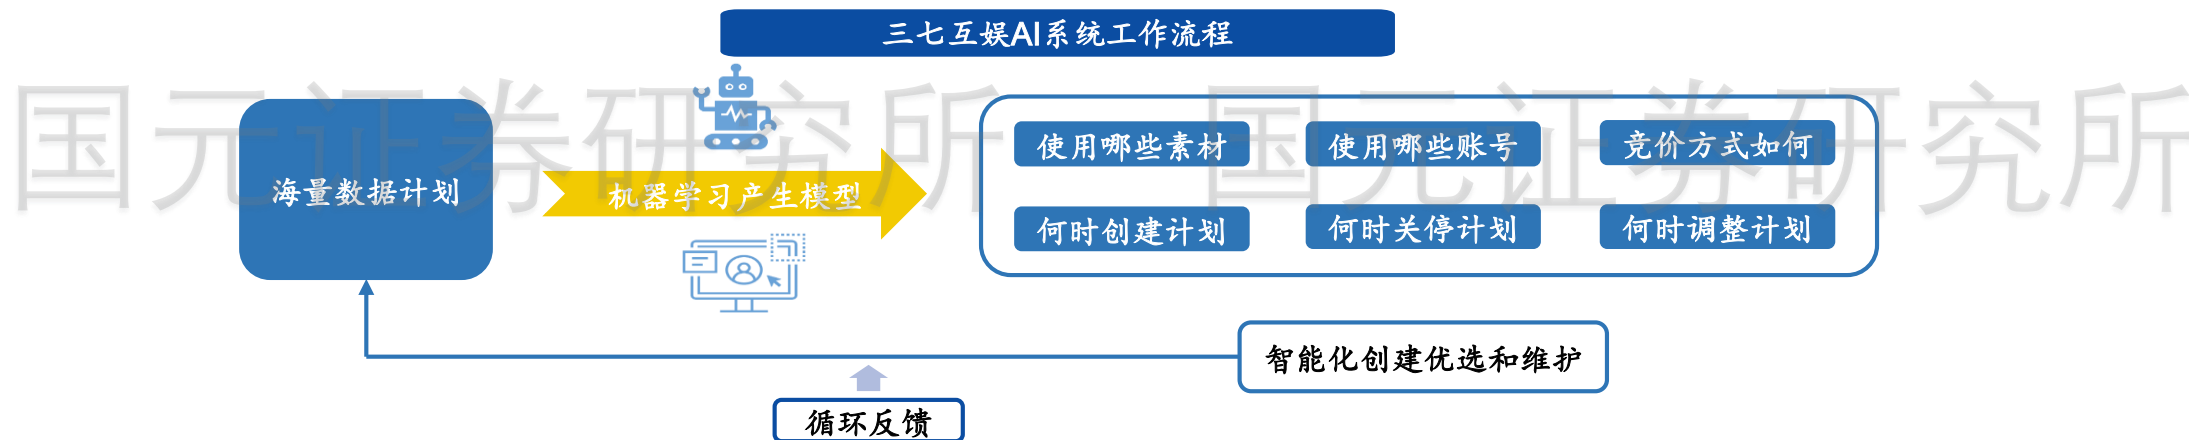 三七互娱AI系统工作流程
国元证券研究所 国元证券研究所
海量数据计划
机器学习产生模型
使用哪些素材 使用哪些账号 竞价方式如何
何时创建计划 何时关停计划 何时调整计划
智能化创建优选和维护
循环反馈